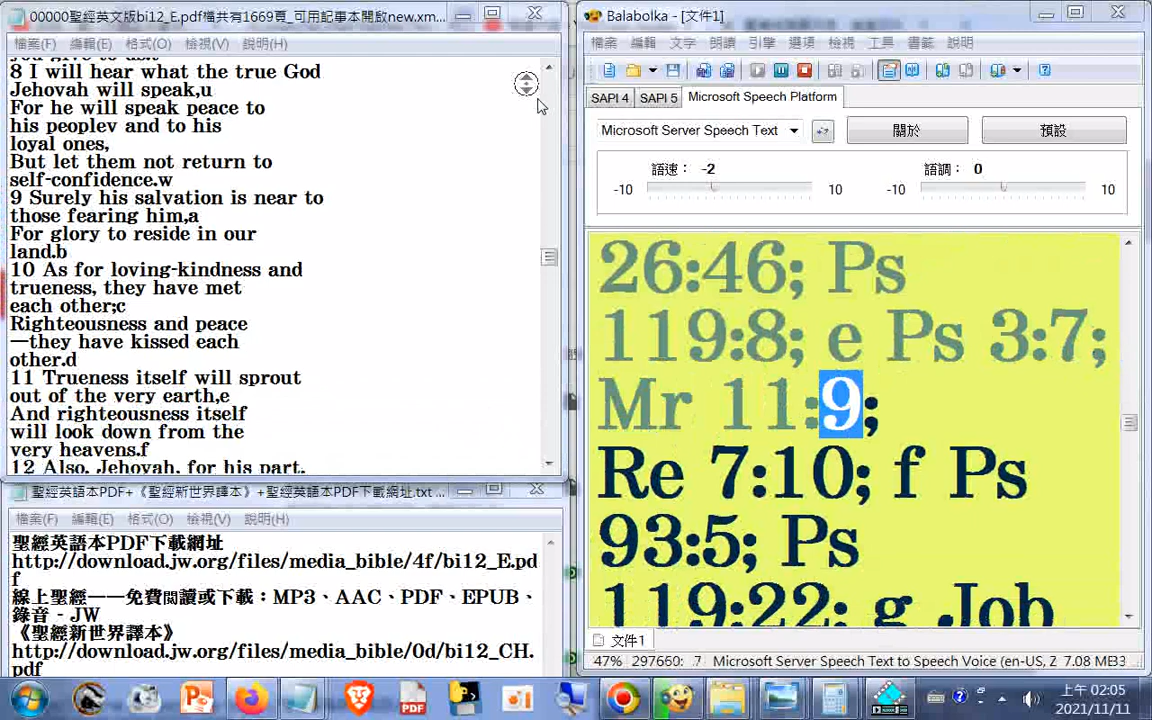 00000聖經英文版bi12_E.pdf檔共有1669頁_可用記事本開啟new.xm...
檔案(F) 編輯(E) 格式(O) 檢視(V) 說明(H)
8 I will hear what the true God
Jehovah will speak,u
For he will speak peace to
his peoplev and to his
loyal ones,
But let them not return to
self-confidence.w
9 Surely his salvation is near to
those fearing him,a
For glory to reside in our
land.b
10 As for loving-kindness and
trueness, they have met
each other;c
Righteousness and peace
—they have kissed each
other.d
11 Trueness itself will sprout
out of the very earth,e
And righteousness itself
will look down from the
very heavens.f
12 Also, Jehovah, for his part,
聖經英語本PDF+《聖經新世界譯本》+聖經英語本PDF下載網址.txt ...
檔案(F) 編輯(E) 格式(O) 檢視(V) 說明(H)
聖經英語本PDF下載網址
http://download.jw.org/files/media_bible/4f/bi12_E.pd
f
線上聖經——免費閱讀或下載：MP3、AAC、PDF、EPUB、
錄音 - JW
《聖經新世界譯本》
http://download.jw.org/files/media_bible/0d/bi12_CH.
pdf
Balabolka - [文件1]
檔案 編輯 文字 朗讀 引擎 選項 檢視 工具 書籤 說明
SAPI 4 SAPI 5 Microsoft Speech Platform
Microsoft Server Speech Text 關於 預設
語速： -2 語調： 0
-10 10 -10 10
26:46; Ps
119:8; e Ps 3:7;
Mr 11:9;
Re 7:10; f Ps
93:5; Ps
119:22; g Job
文件1
47% 297660: 7 Microsoft Server Speech Text to Speech Voice (en-US, Z 7.08 MB3
PDF
上午 02:05
2021/11/11